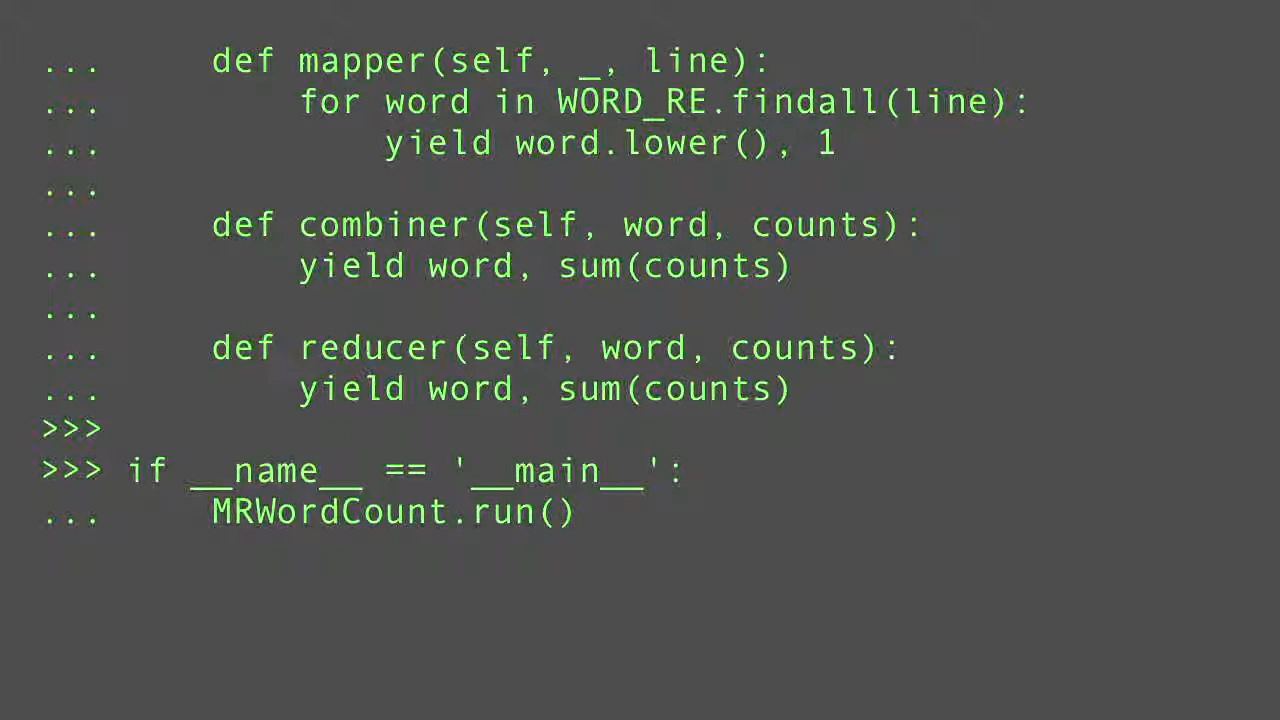 ...     def mapper(self, _, line):
...         for word in WORD_RE.findall(line):
...             yield word.lower(), 1
...
...     def combiner(self, word, counts):
...         yield word, sum(counts)
...
...     def reducer(self, word, counts):
...         yield word, sum(counts)
>>>
>>> if __name__ == '__main__':
...     MRWordCount.run()